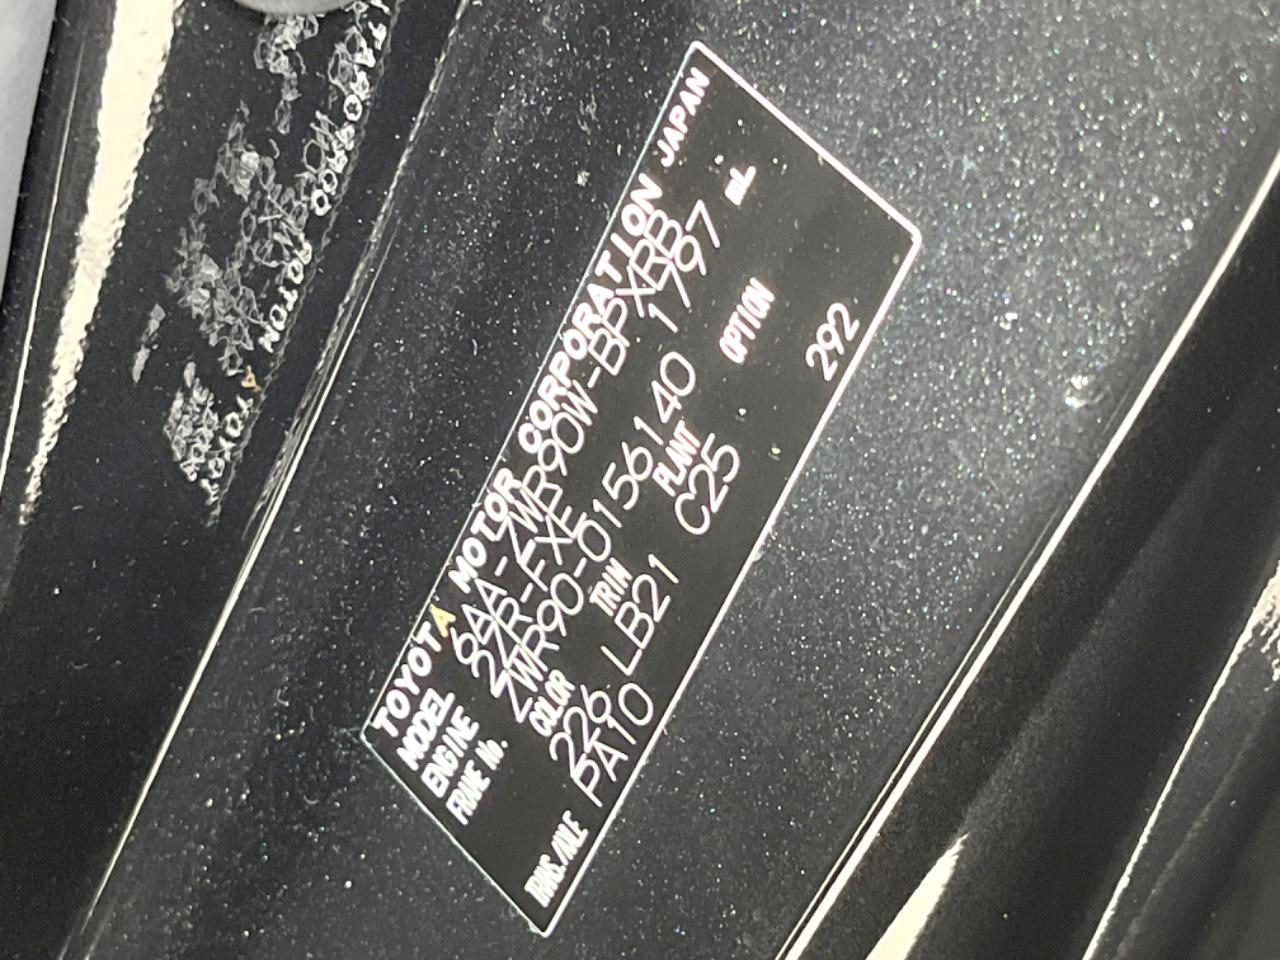 TOYOTA MOTOR CORPORATION JAPAN
MODEL 6AA-ZWR90W-BPXRB
ENGINE 2ZR-FXE 1797 mL
FRAME No. ZWR90-0156140
COLOR TRIM PLANT OPTION
226 LB21 C25
TRANS./AXLE PA10 292